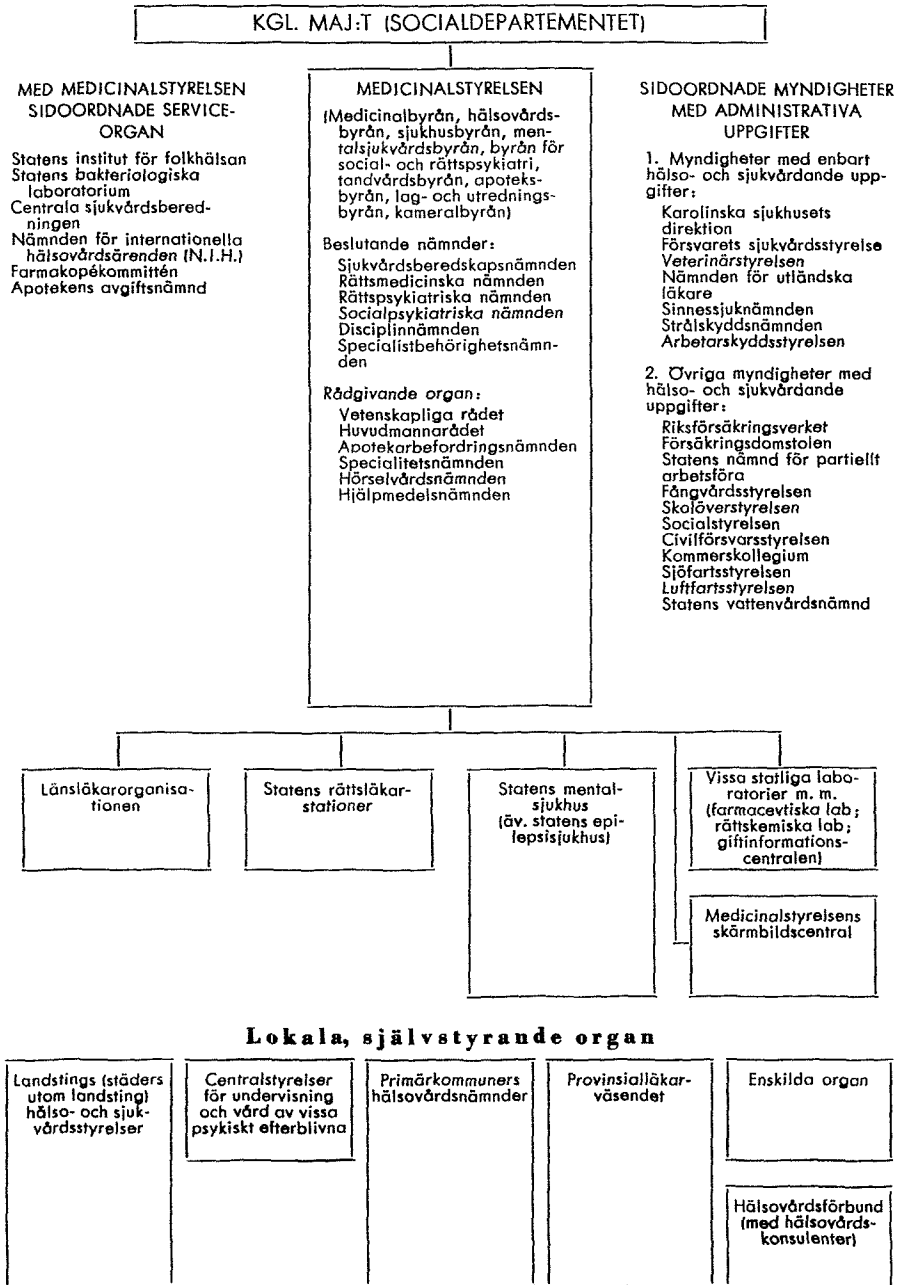 KGL. MAJ:T (SOCIALDEPARTEMENTET)
MED MEDICINALSTYRELSEN
SIDOORDNADE SERVICE-
ORGAN
Statens institut för folkhälsan
Statens bakteriologiska
laboratorium
Centrala sjukvårdsbered-
ningen
Nämnden för internationella
hälsovårdsärenden (N.I.H.)
Farmakopékommittén
Apotekens avgiftsnämnd
MEDICINALSTYRELSEN
(Medicinalbyrån, hälsovårds-
byrån, sjukhusbyrån, men-
talsjukvårdsbyrån, byrån för
social- och rättspsykiatri,
tandvårdsbyrån, apoteks-
byrån, lag- och utrednings-
byrån, kameralbyrån)
Beslutande nämnder:
Sjukvårdsberedskapsnämnden
Rättsmedicinska nämnden
Rättspsykiatriska nämnden
Socialpsykiatriska nämnden
Disciplinnämnden
Specialistbehörighetsnämn-
den
Rådgivande organ:
Vetenskapliga rådet
Huvudmannarådet
Apotekarbefordringsnämnden
Specialitetsnämnden
Hörselvårdsnämnden
Hjälpmedelsnämnden
SIDOORDNADE MYNDIGHETER
MED ADMINISTRATIVA
UPPGIFTER
1. Myndigheter med enbart
hälso- och sjukvårdande upp-
gifter:
Karolinska sjukhusets
direktion
Försvarets sjukvårdsstyrelse
Veterinärstyrelsen
Nämnden för utländska
läkare
Sinnessjuknämnden
Strålskyddsnämnden
Arbetarskyddsstyrelsen
2. Övriga myndigheter med
hälso- och sjukvårdande
uppgifter:
Riksförsäkringsverket
Försäkringsdomstolen
Statens nämnd för partiellt
arbetsföra
Fångvårdsstyrelsen
Skolöverstyrelsen
Socialstyrelsen
Civilförsvarsstyrelsen
Kommerskollegium
Sjöfartsstyrelsen
Luftfartsstyrelsen
Statens vattenvårdsnämnd
Länsläkarorganisa-
tionen
Statens rättsläkar-
stationer
Statens mental-
sjukhus
(äv. statens epi-
lepsisjukhus)
Vissa statliga labo-
ratorier m. m.
(farmacevtiska lab;
rättskemiska lab;
giftinformations-
centralen)
Medicinalstyrelsens
skärmbildscentral
Lokala, självstyrande organ
Landstings (städers
utom landsting)
hälso- och sjuk-
vårdsstyrelser
Centralstyrelser
för undervisning
och vård av vissa
psykiskt efterblivna
Primärkommuners
hälsovårdsnämnder
Provinsialläkar-
väsendet
Enskilda organ
Hälsovårdsförbund
(med hälsovårds-
konsulenter)